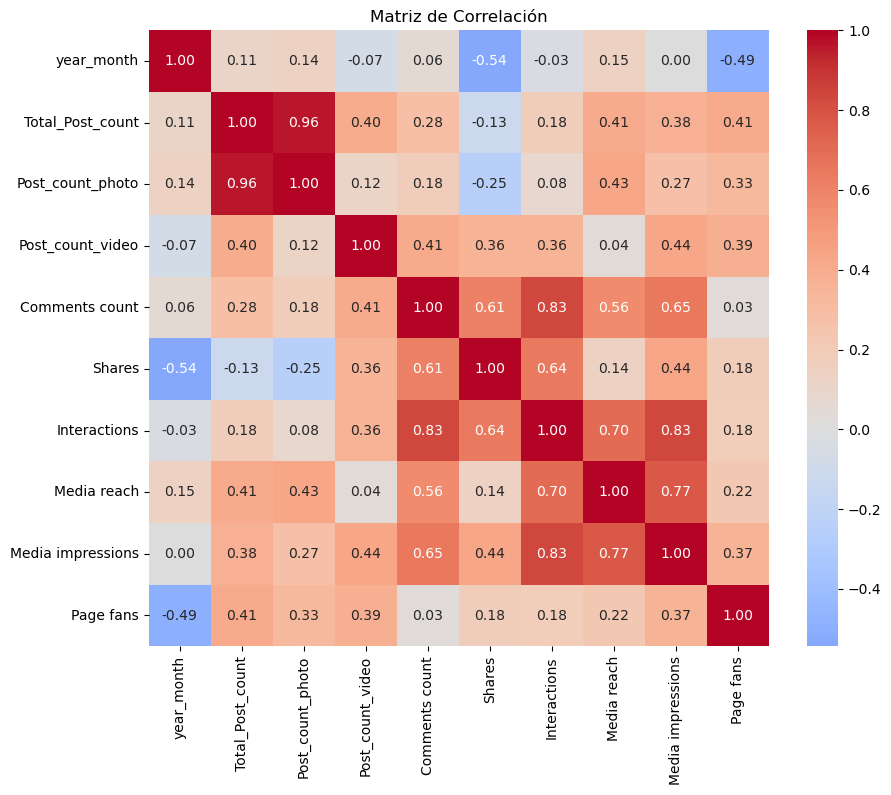 Matriz de Correlación
year_month 1.00 0.11 0.14 -0.07 0.06 -0.54 -0.03 0.15 0.00 -0.49
Total_Post_count 0.11 1.00 0.96 0.40 0.28 -0.13 0.18 0.41 0.38 0.41
Post_count_photo 0.14 0.96 1.00 0.12 0.18 -0.25 0.08 0.43 0.27 0.33
Post_count_video -0.07 0.40 0.12 1.00 0.41 0.36 0.36 0.04 0.44 0.39
Comments count 0.06 0.28 0.18 0.41 1.00 0.61 0.83 0.56 0.65 0.03
Shares -0.54 -0.13 -0.25 0.36 0.61 1.00 0.64 0.14 0.44 0.18
Interactions -0.03 0.18 0.08 0.36 0.83 0.64 1.00 0.70 0.83 0.18
Media reach 0.15 0.41 0.43 0.04 0.56 0.14 0.70 1.00 0.77 0.22
Media impressions 0.00 0.38 0.27 0.44 0.65 0.44 0.83 0.77 1.00 0.37
Page fans -0.49 0.41 0.33 0.39 0.03 0.18 0.18 0.22 0.37 1.00
year_month
Total_Post_count
Post_count_photo
Post_count_video
Comments count
Shares
Interactions
Media reach
Media impressions
Page fans
1.0
0.8
0.6
0.4
0.2
0.0
−0.2
−0.4